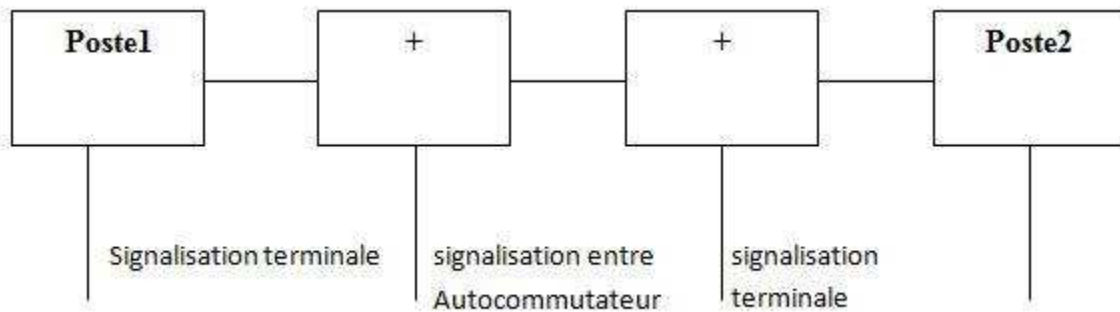 Poste1
+
+
Poste2
Signalisation terminale
signalisation entre
Autocommutateur
signalisation
terminale